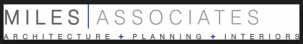 MILES ASSOCIATES
ARCHITECTURE + PLANNING + INTERIORS